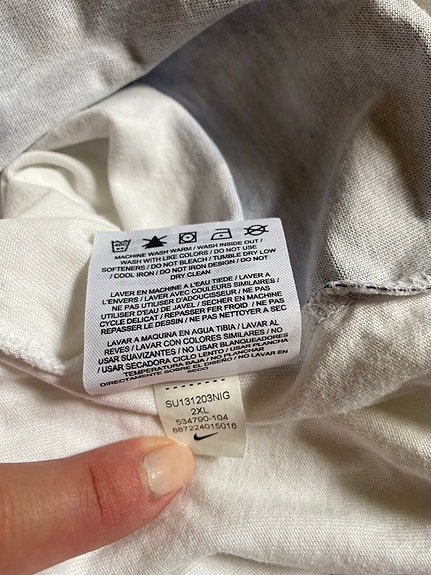 MACHINE WASH WARM / WASH INSIDE OUT /
WASH WITH LIKE COLORS / DO NOT USE
SOFTENERS / DO NOT BLEACH / TUMBLE DRY LOW
/ COOL IRON / DO NOT IRON DESIGN / DO NOT
DRY CLEAN
LAVER EN MACHINE A L'EAU TIEDE / LAVER A
L'ENVERS / LAVER AVEC COULEURS SIMILAIRES /
NE PAS UTILISER D'ADOUCISSEUR / NE PAS
UTILISER D'EAU DE JAVEL / SECHER EN MACHINE
CYCLE DELICAT / REPASSER FER FROID / NE PAS
REPASSER LE DESSIN / NE PAS NETTOYER A SEC
LAVAR A MAQUINA EN AGUA TIBIA / LAVAR AL
REVES / LAVAR CON COLORES SIMILARES / NO
USAR SUAVIZANTES / NO USAR BLANQUEADORES
/ USAR SECADORA CICLO LENTO / USAR PLANCHA
TEMPERATURA BAJA / NO PLANCHAR
DIRECTAMENTE SOBRE EL DISEÑO / NO LAVAR EN
SECO
SU131203NIG
2XL
534790-104
887224015016